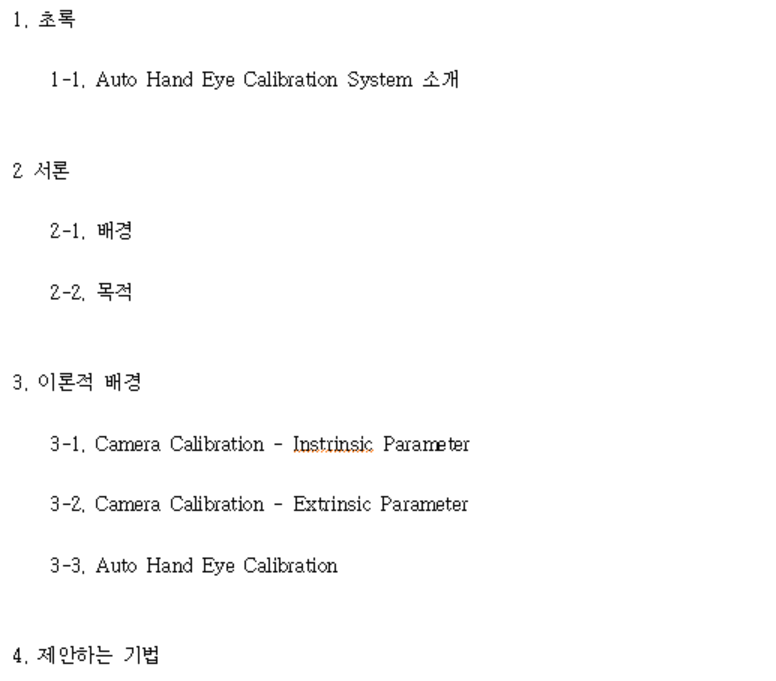 1. 초록
1-1. Auto Hand Eye Calibration System 소개
2 서론
2-1. 배경
2-2. 목적
3. 이론적 배경
3-1. Camera Calibration - Instrinsic Parameter
3-2. Camera Calibration - Extrinsic Parameter
3-3. Auto Hand Eye Calibration
4. 제안하는 기법